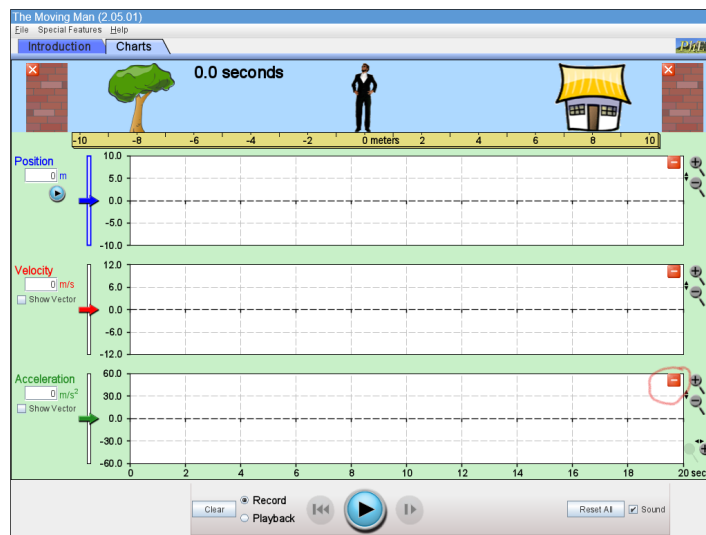 The Moving Man (2.05.01)
File Special Features Help
Introduction Charts
0.0 seconds
-10 -8 -6 -4 -2 0 meters 2 4 6 8 10
Position
0 m
10.0
5.0
0.0
-5.0
-10.0
Velocity
0 m/s
Show Vector
12.0
6.0
0.0
-6.0
-12.0
Acceleration
0 m/s²
Show Vector
60.0
30.0
0.0
-30.0
-60.0
0 2 4 6 8 10 12 14 16 18 20 sec
Clear
Record
Playback
Reset All
Sound